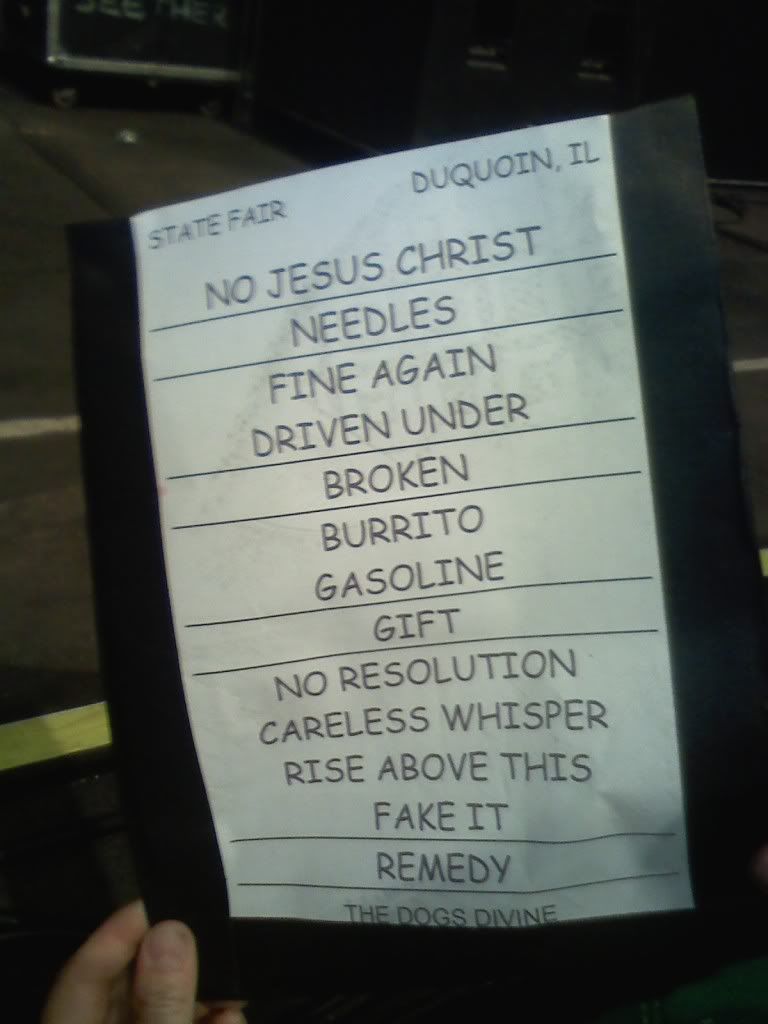 SEETHER
STATE FAIR
DUQUOIN, IL
NO JESUS CHRIST
NEEDLES
FINE AGAIN
DRIVEN UNDER
BROKEN
BURRITO
GASOLINE
GIFT
NO RESOLUTION
CARELESS WHISPER
RISE ABOVE THIS
FAKE IT
REMEDY
THE DOGS DIVINE